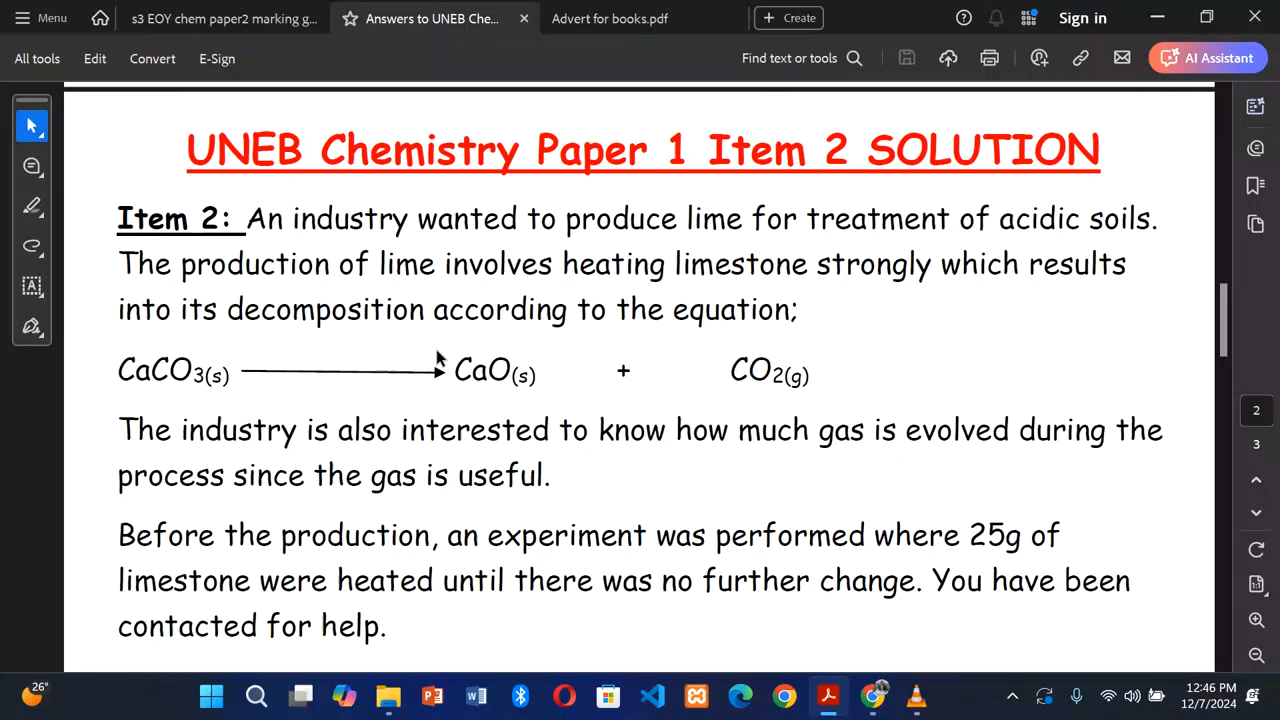 Menu
s3 EOY chem paper2 marking g...
Answers to UNEB Che...
Advert for books.pdf
Create
Sign in
All tools
Edit
Convert
E-Sign
Find text or tools
AI Assistant
UNEB Chemistry Paper 1 Item 2 SOLUTION
Item 2: An industry wanted to produce lime for treatment of acidic soils.
The production of lime involves heating limestone strongly which results
into its decomposition according to the equation;
CaCO3(s) → CaO(s) + CO2(g)
The industry is also interested to know how much gas is evolved during the
process since the gas is useful.
Before the production, an experiment was performed where 25g of
limestone were heated until there was no further change. You have been
contacted for help.
2
3
26°
12:46 PM
12/7/2024